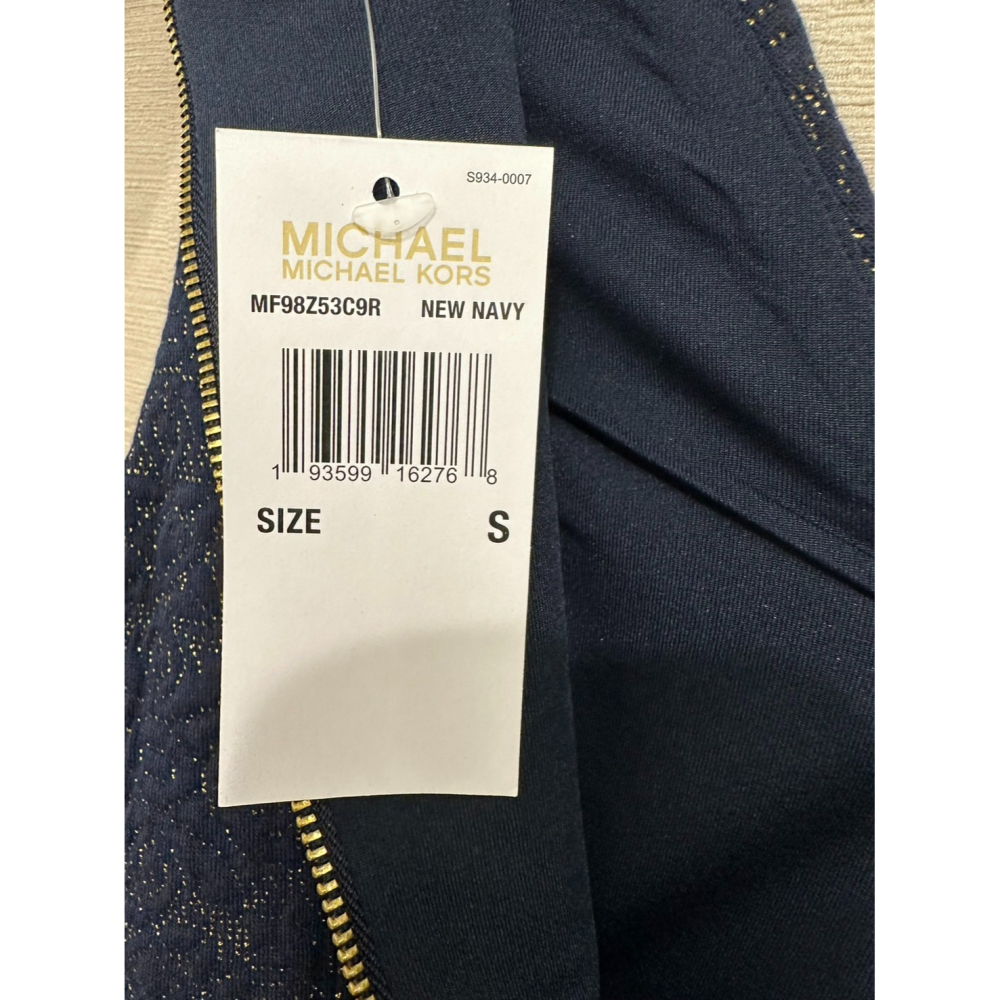 S934-0007
MICHAEL
MICHAEL KORS
MF98Z53C9R NEW NAVY
1 93599 16276 8
SIZE S